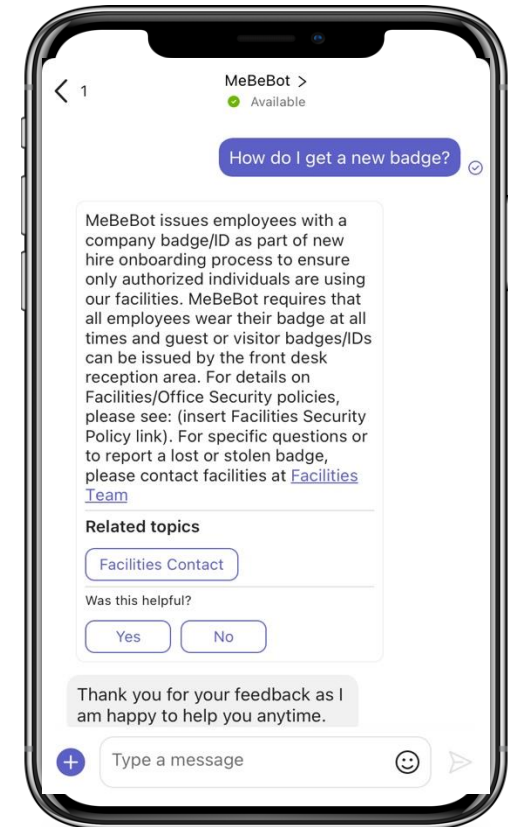 1
MeBeBot >
Available
How do I get a new badge?
MeBeBot issues employees with a
company badge/ID as part of new
hire onboarding process to ensure
only authorized individuals are using
our facilities. MeBeBot requires that
all employees wear their badge at all
times and guest or visitor badges/IDs
can be issued by the front desk
reception area. For details on
Facilities/Office Security policies,
please see: (insert Facilities Security
Policy link). For specific questions or
to report a lost or stolen badge,
please contact facilities at Facilities
Team
Related topics
Facilities Contact
Was this helpful?
Yes No
Thank you for your feedback as I
am happy to help you anytime.
Type a message